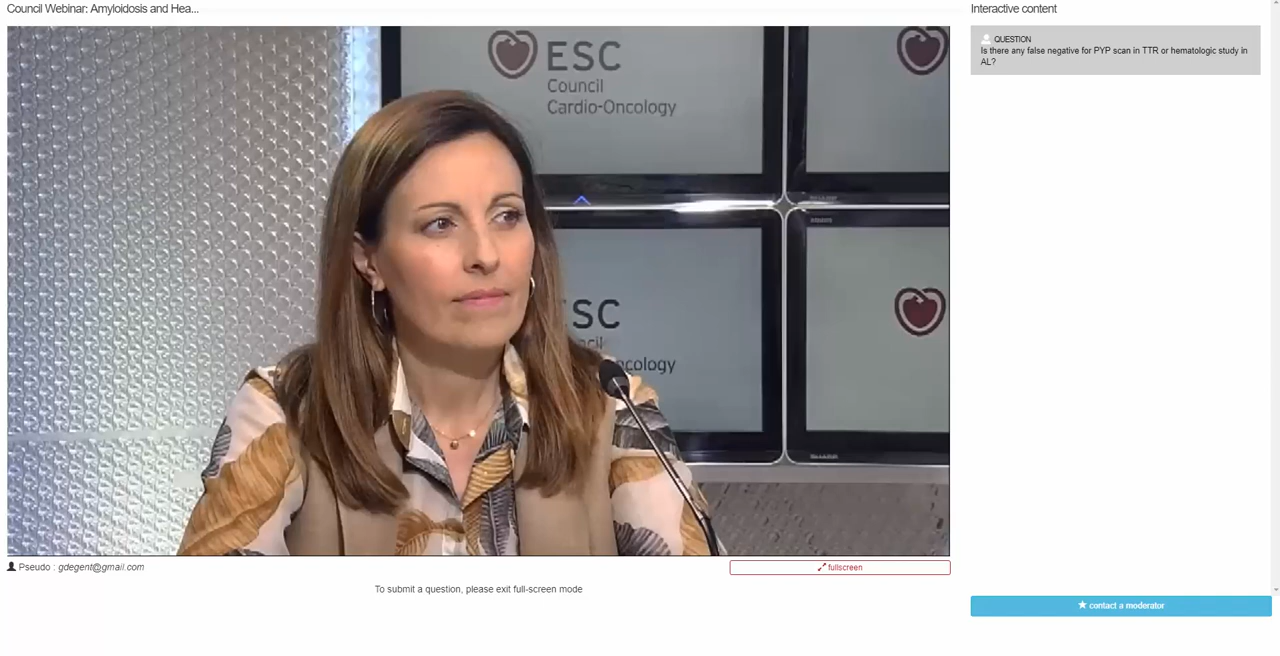 Council Webinar: Amyloidosis and Hea...
Interactive content
QUESTION
Is there any false negative for PYP scan in TTR or hematologic study in
AL?
ESC
Council
Cardio-Oncology
ESC
ncil
ncology
Pseudo : gdegent@gmail.com
fullscreen
To submit a question, please exit full-screen mode
contact a moderator